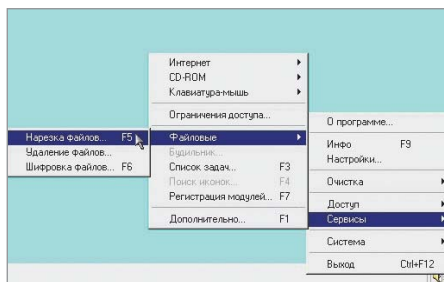 Интернет
CD-ROM
Клавиатура-мышь
Ограничения доступа...
Файловые
Будильник...
Список задач... F3
Поиск иконок... F4
Регистрация модулей... F7
Дополнительно... F1
Нарезка файлов... F5
Удаление файлов...
Шифровка файлов... F6
О программе...
Инфо F9
Настройки...
Очистка
Доступ
Сервисы
Система
Выход Ctrl+F12